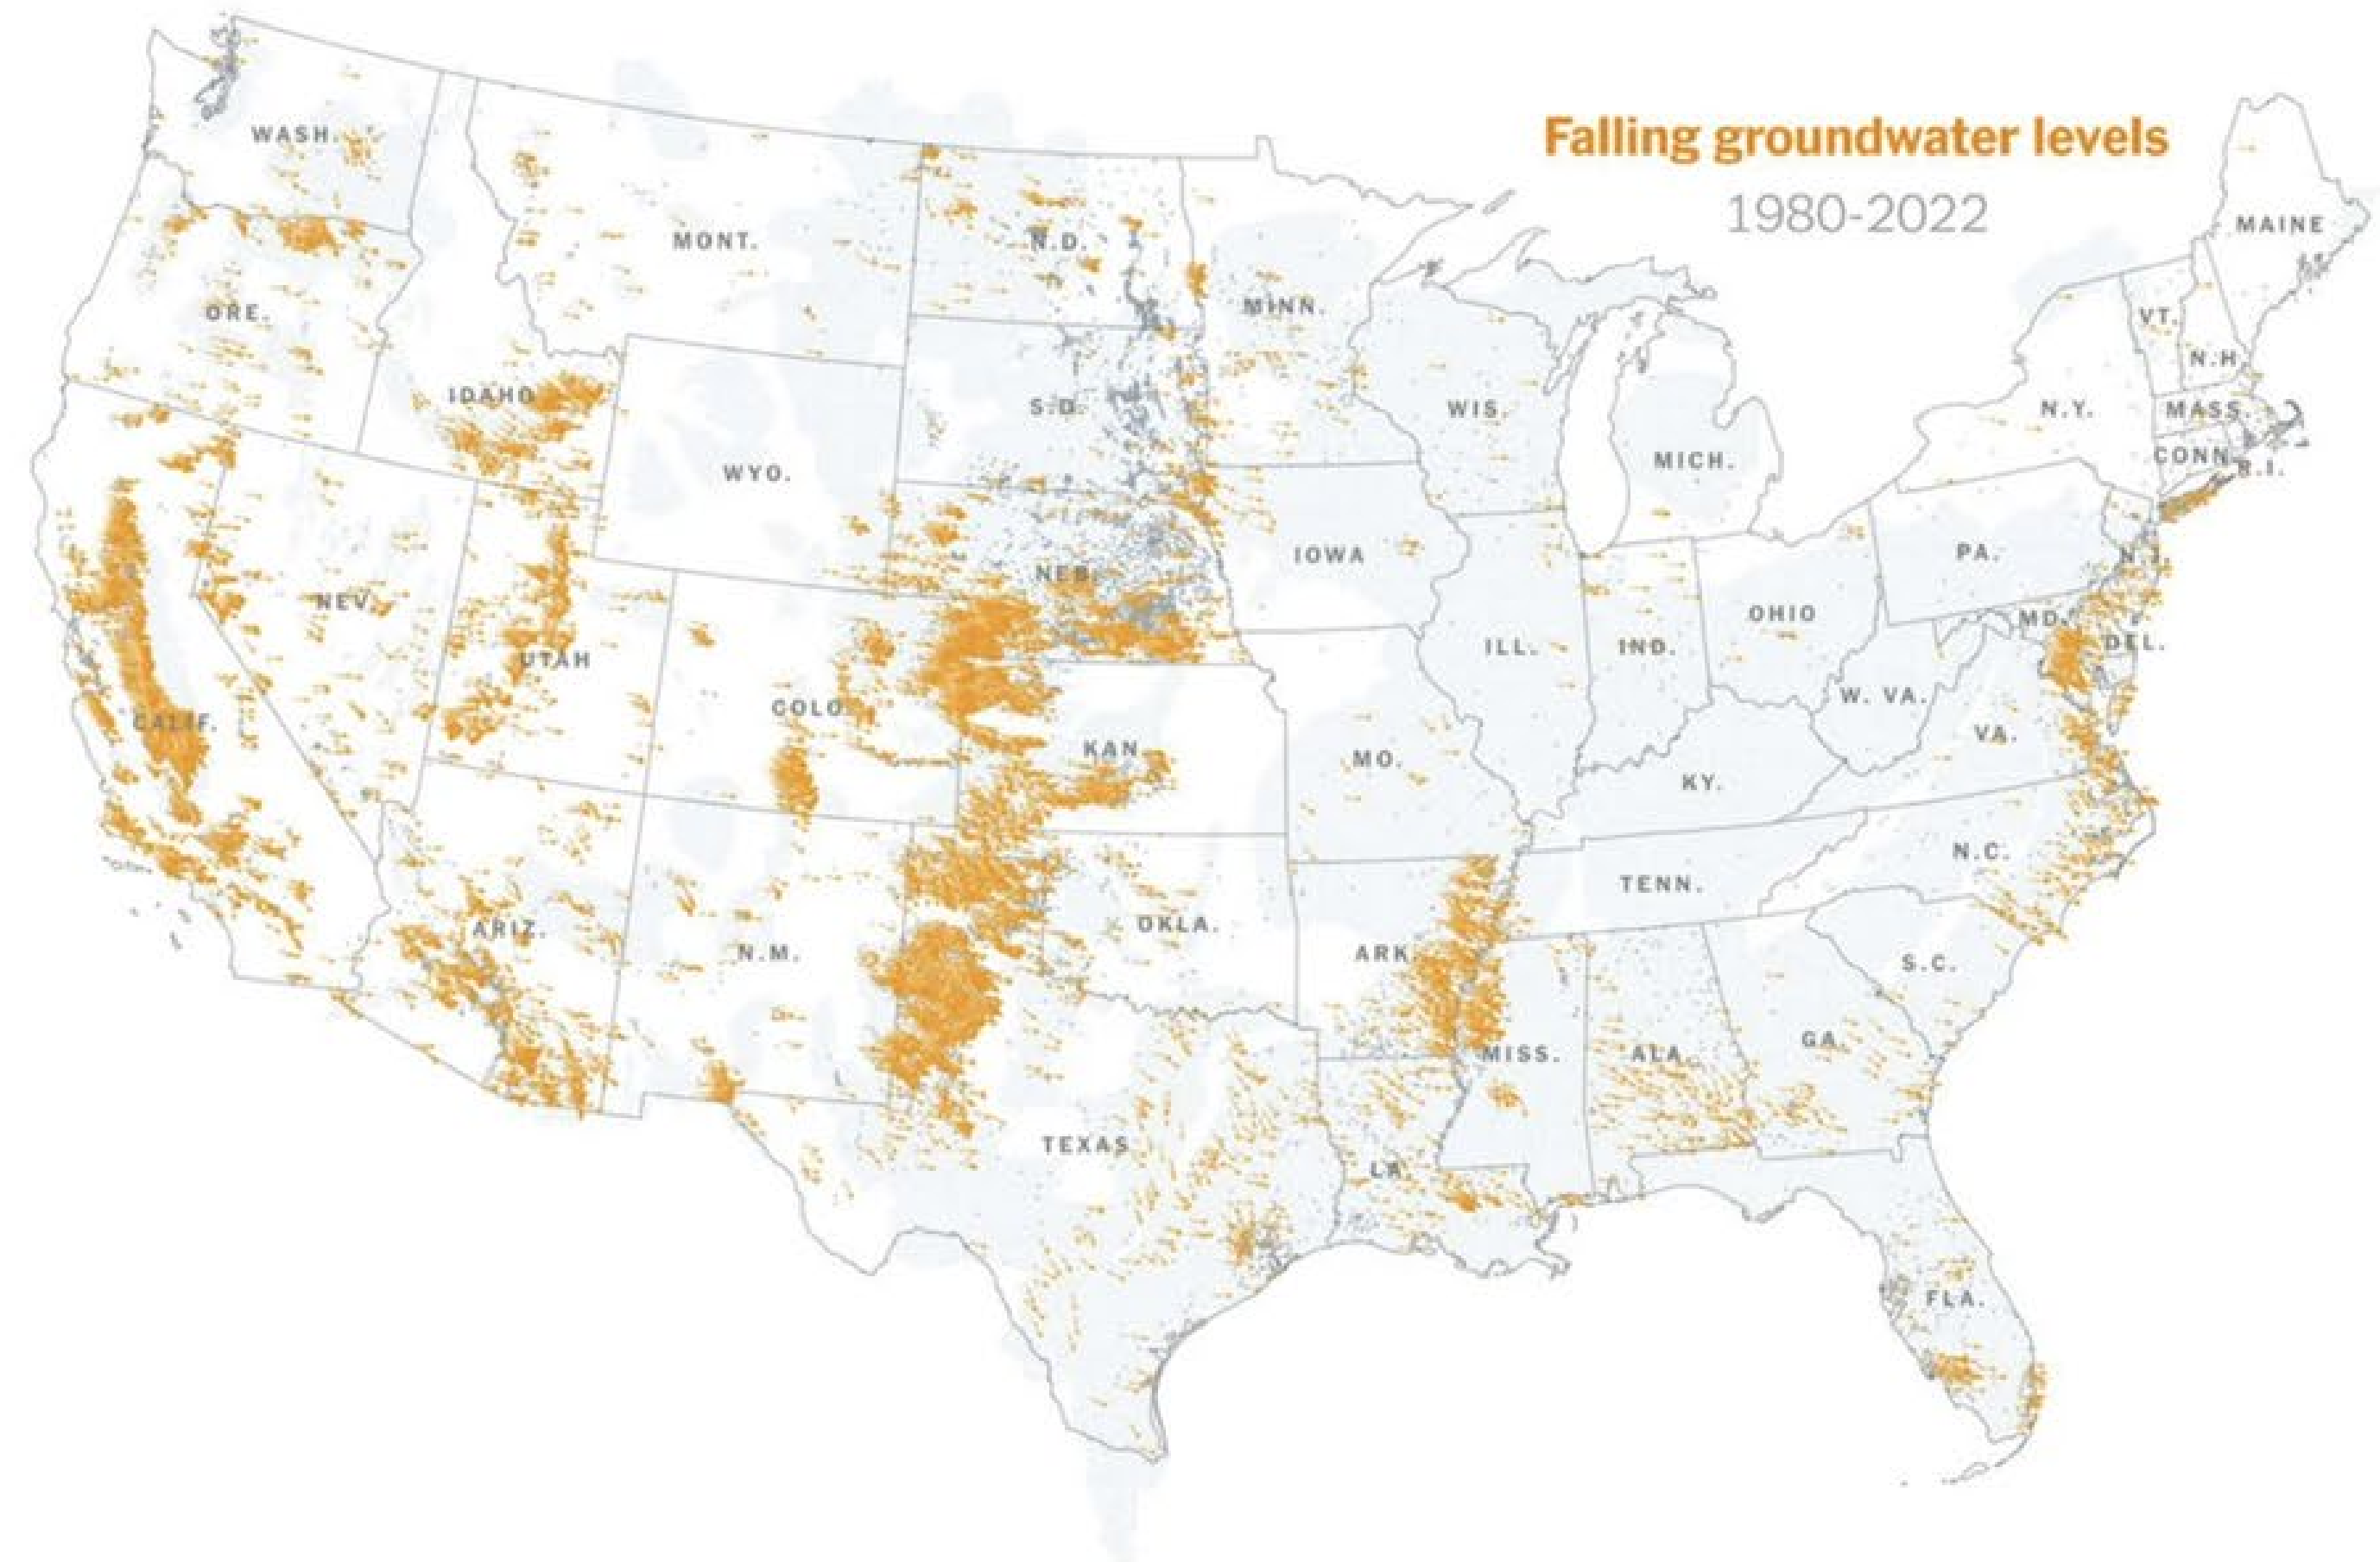 Falling groundwater levels
1980-2022
WASH.
MONT.
N.D.
MINN.
MAINE
VT.
N.H.
ORE.
IDAHO
S.D.
WIS.
MICH.
N.Y.
MASS.
CONN.
R.I.
WYO.
NEB.
IOWA
PA.
N.J.
NEV.
UTAH
COLO.
ILL.
IND.
OHIO
MD.
DEL.
W. VA.
VA.
CALIF.
KAN.
MO.
KY.
N.C.
TENN.
ARIZ.
N.M.
OKLA.
ARK.
S.C.
MISS.
ALA.
GA.
TEXAS
LA.
FLA.